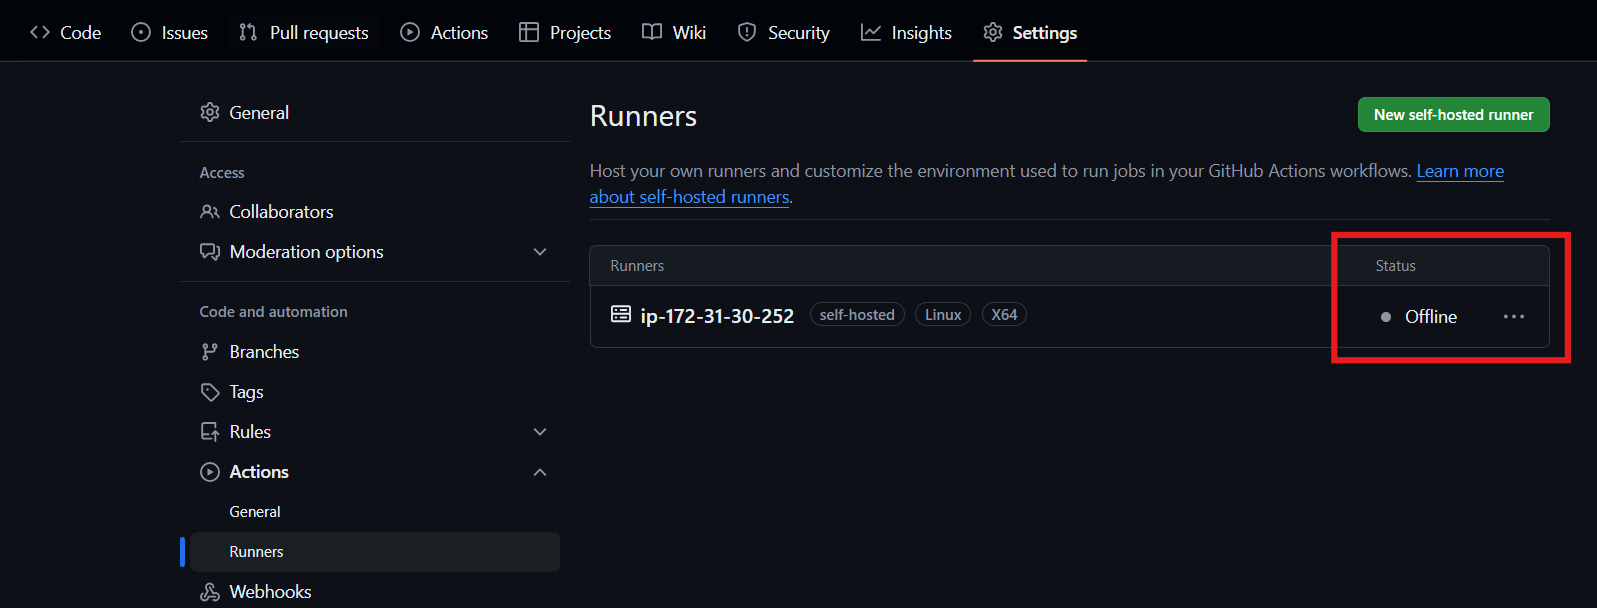 Code Issues Pull requests Actions Projects Wiki Security Insights Settings
General
Access
Collaborators
Moderation options
Code and automation
Branches
Tags
Rules
Actions
General
Runners
Webhooks
Runners
New self-hosted runner
Host your own runners and customize the environment used to run jobs in your GitHub Actions workflows. Learn more
about self-hosted runners.
Runners Status
ip-172-31-30-252 self-hosted Linux X64 Offline